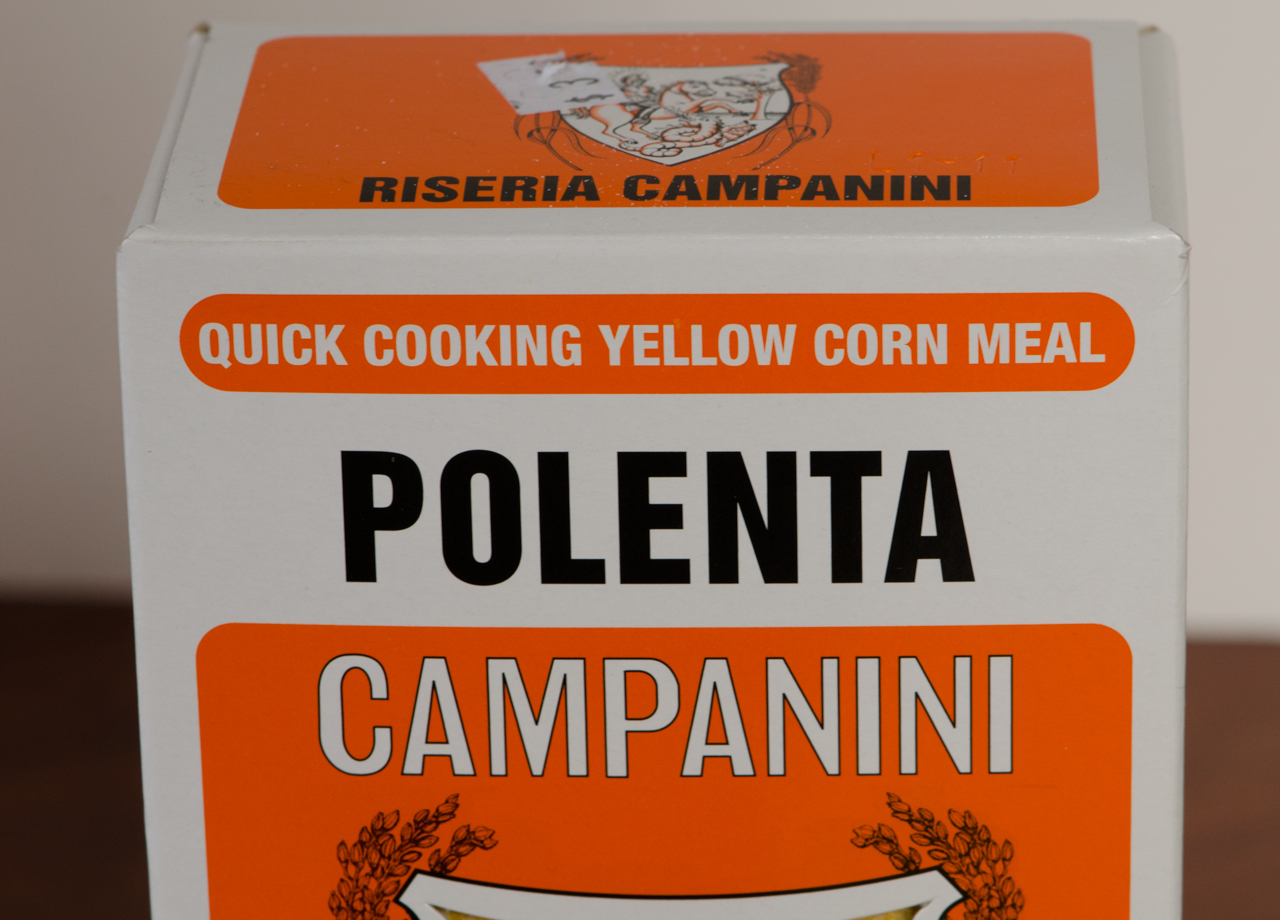 RISERIA CAMPANINI
QUICK COOKING YELLOW CORN MEAL
POLENTA
CAMPANINI